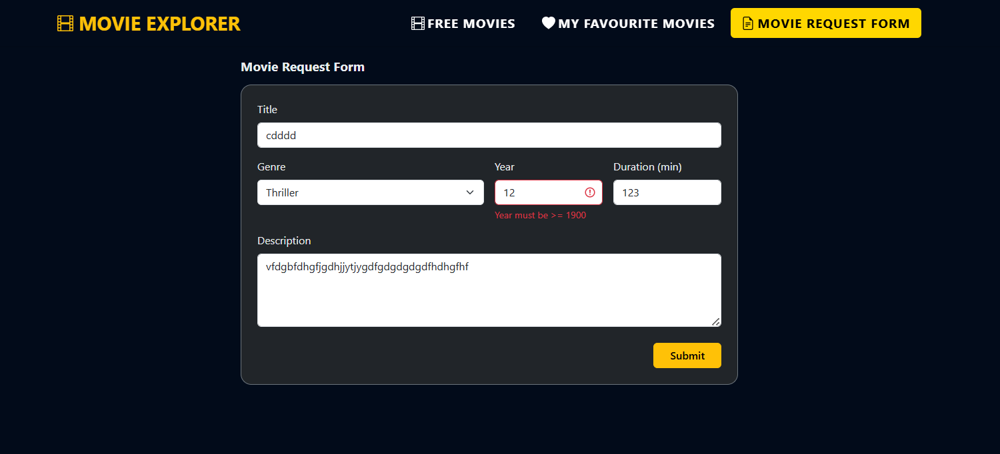 MOVIE EXPLORER
FREE MOVIES
MY FAVOURITE MOVIES
MOVIE REQUEST FORM
Movie Request Form
Title
cdddd
Genre
Year
Duration (min)
Thriller
12
123
Year must be >= 1900
Description
vfdgbfdhgfjgdhjjytjygdfgdgdgdgdfhdhgfhf
Submit